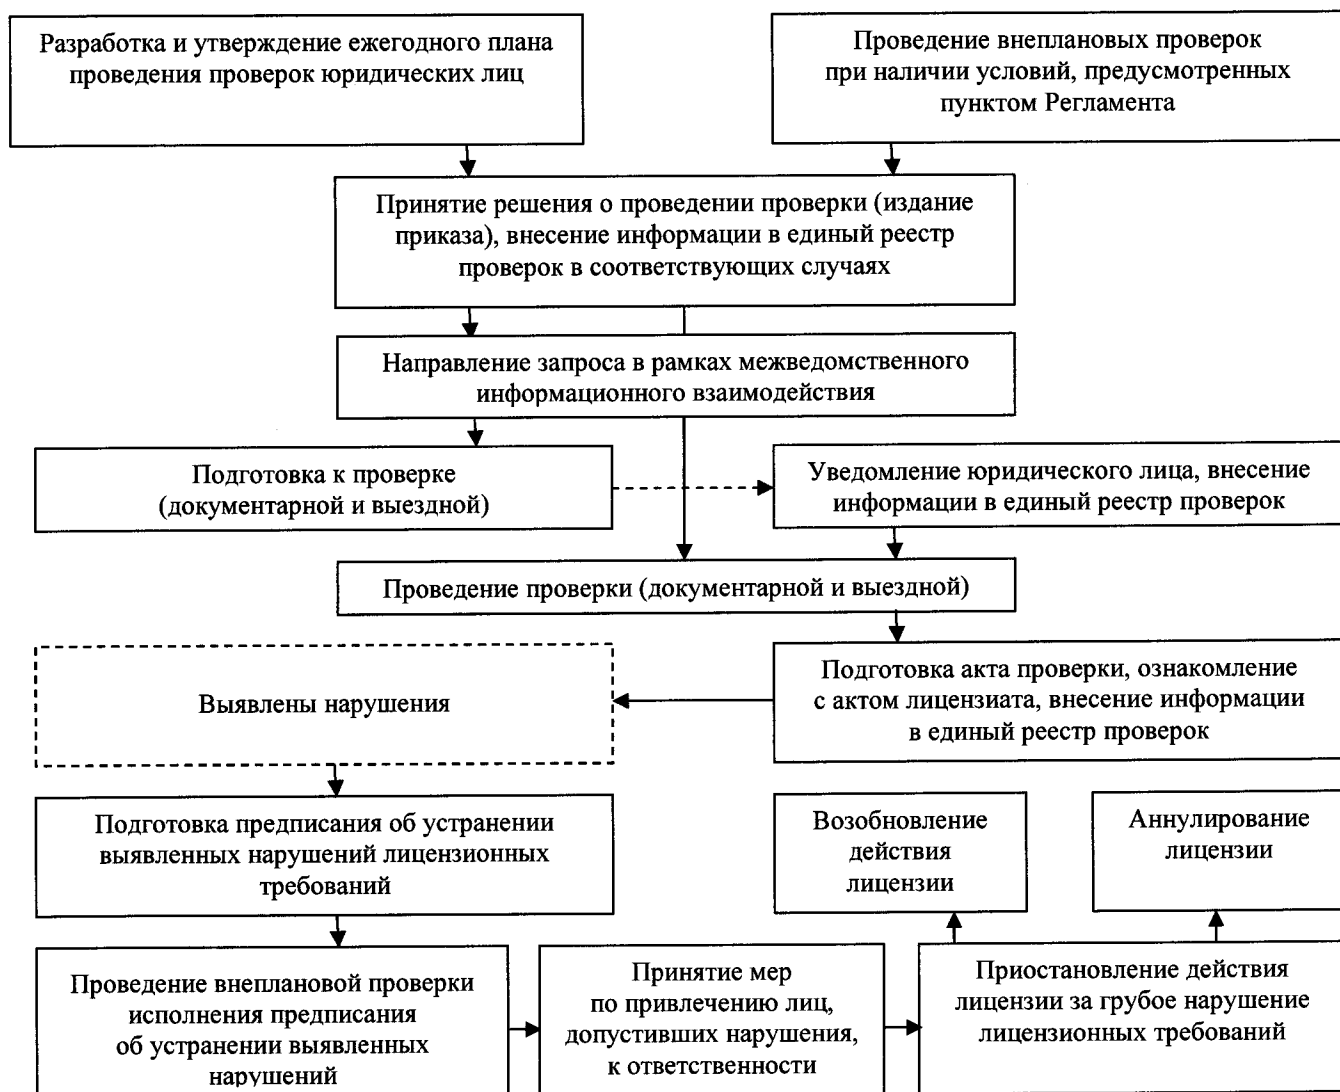 Разработка и утверждение ежегодного плана
проведения проверок юридических лиц
Проведение внеплановых проверок
при наличии условий, предусмотренных
пунктом Регламента
Принятие решения о проведении проверки (издание
приказа), внесение информации в единый реестр
проверок в соответствующих случаях
Направление запроса в рамках межведомственного
информационного взаимодействия
Подготовка к проверке
(документарной и выездной)
Уведомление юридического лица, внесение
информации в единый реестр проверок
Проведение проверки (документарной и выездной)
Выявлены нарушения
Подготовка акта проверки, ознакомление
с актом лицензиата, внесение информации
в единый реестр проверок
Подготовка предписания об устранении
выявленных нарушений лицензионных
требований
Возобновление
действия
лицензии
Аннулирование
лицензии
Проведение внеплановой проверки
исполнения предписания
об устранении выявленных
нарушений
Принятие мер
по привлечению лиц,
допустивших нарушения,
к ответственности
Приостановление действия
лицензии за грубое нарушение
лицензионных требований